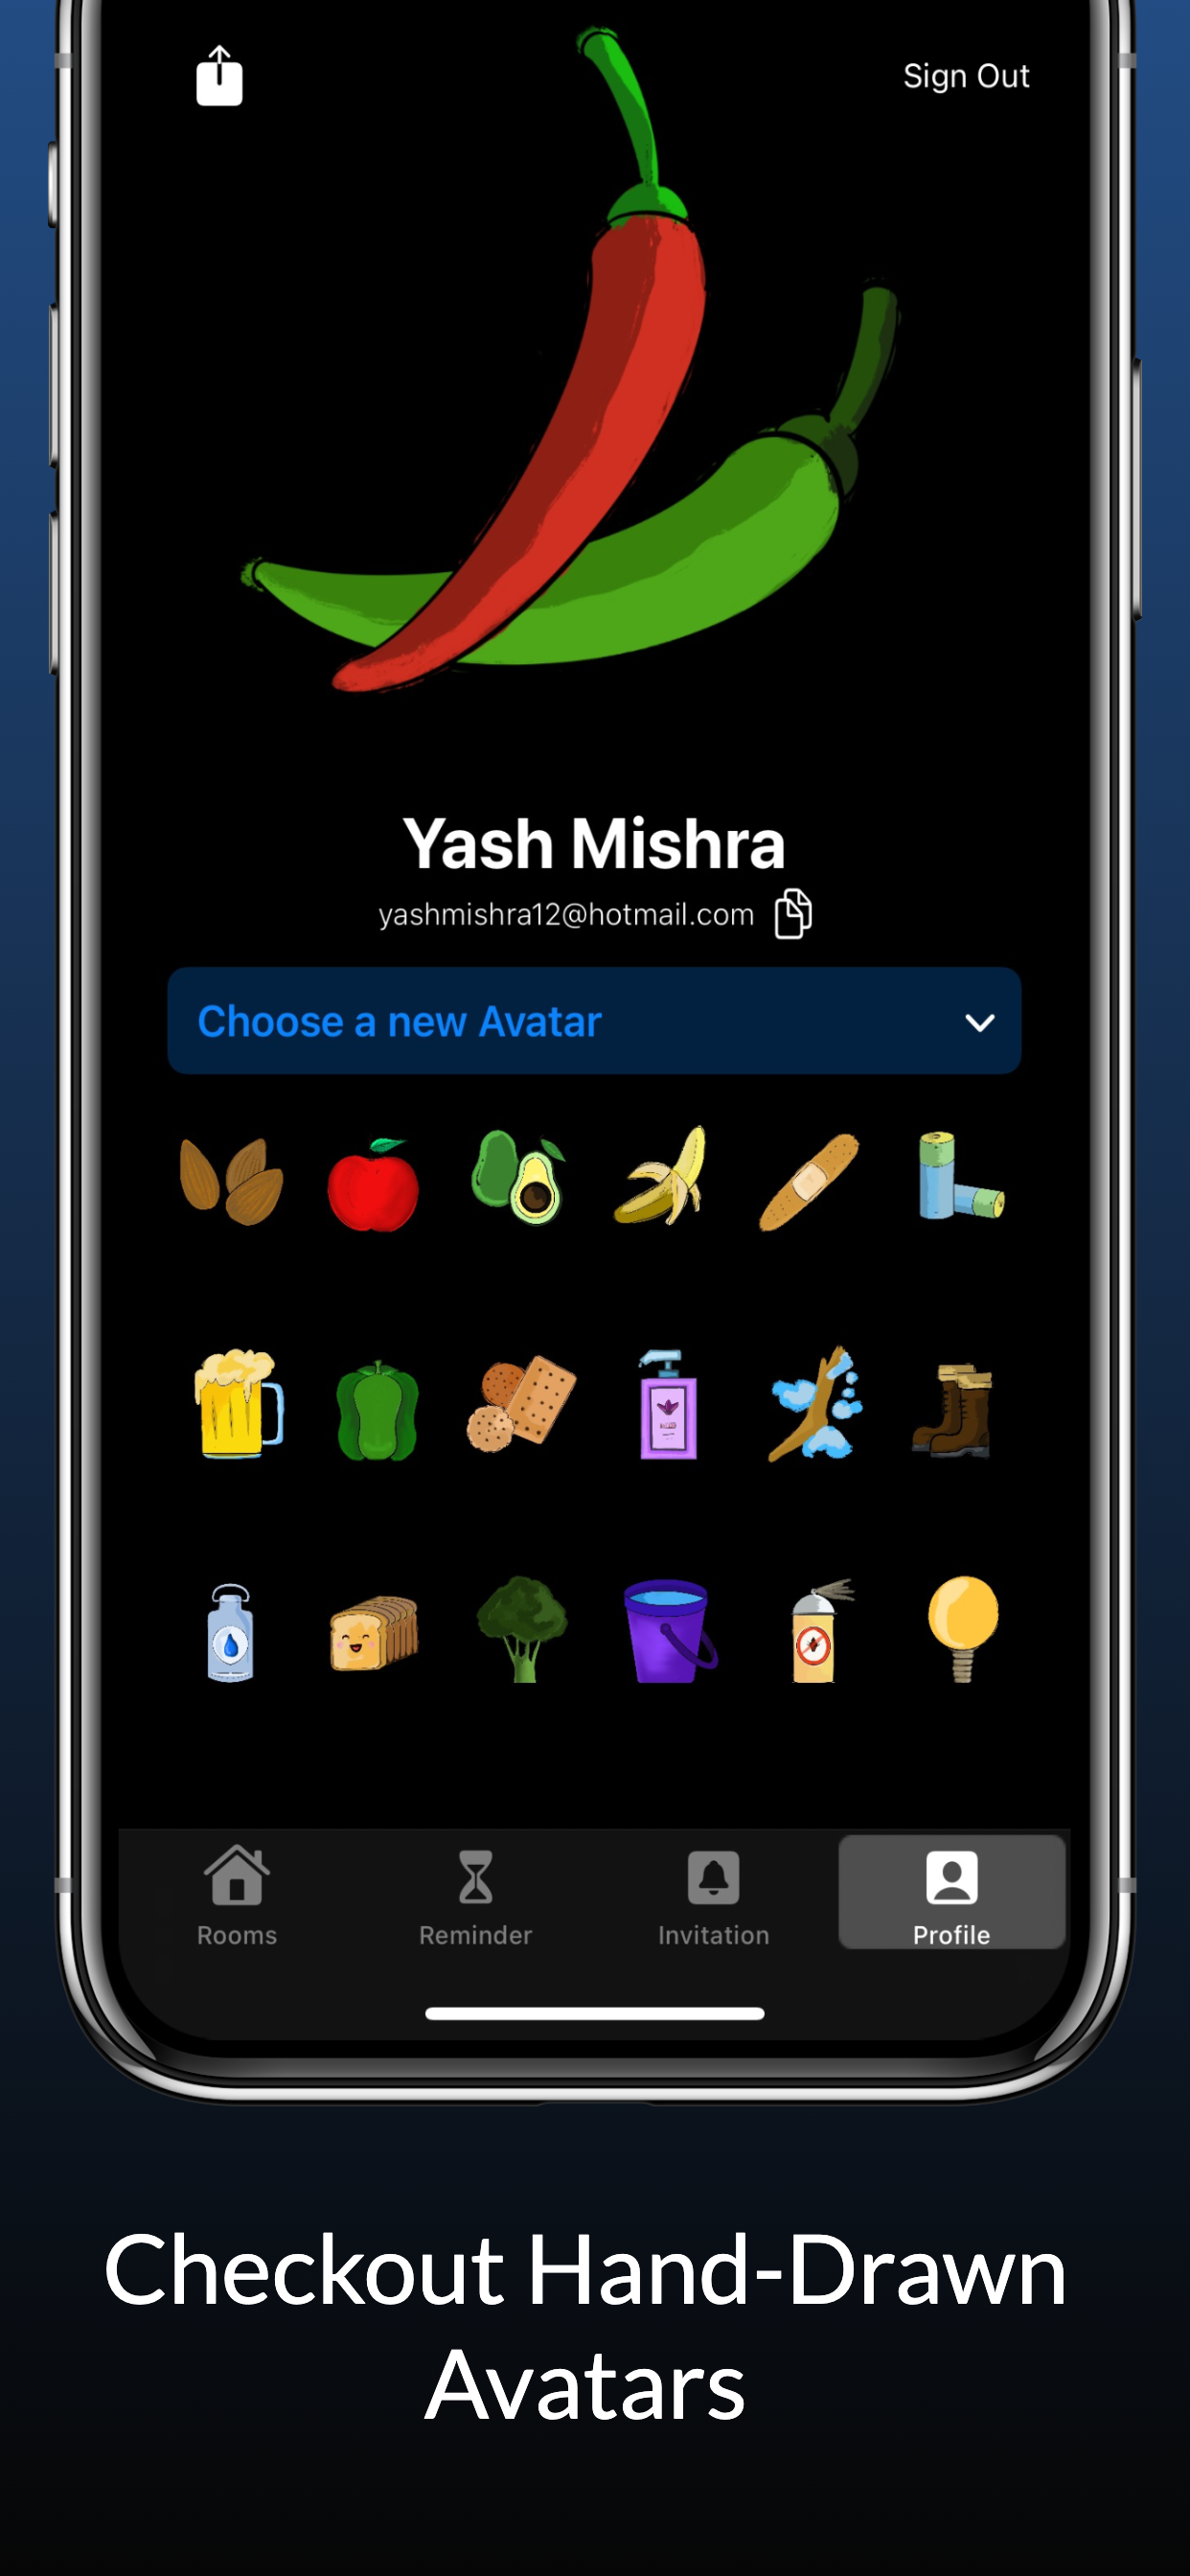 Sign Out
Yash Mishra
yashmishra12@hotmail.com
Choose a new Avatar
Rooms
Reminder
Invitation
Profile
Checkout Hand-Drawn
Avatars